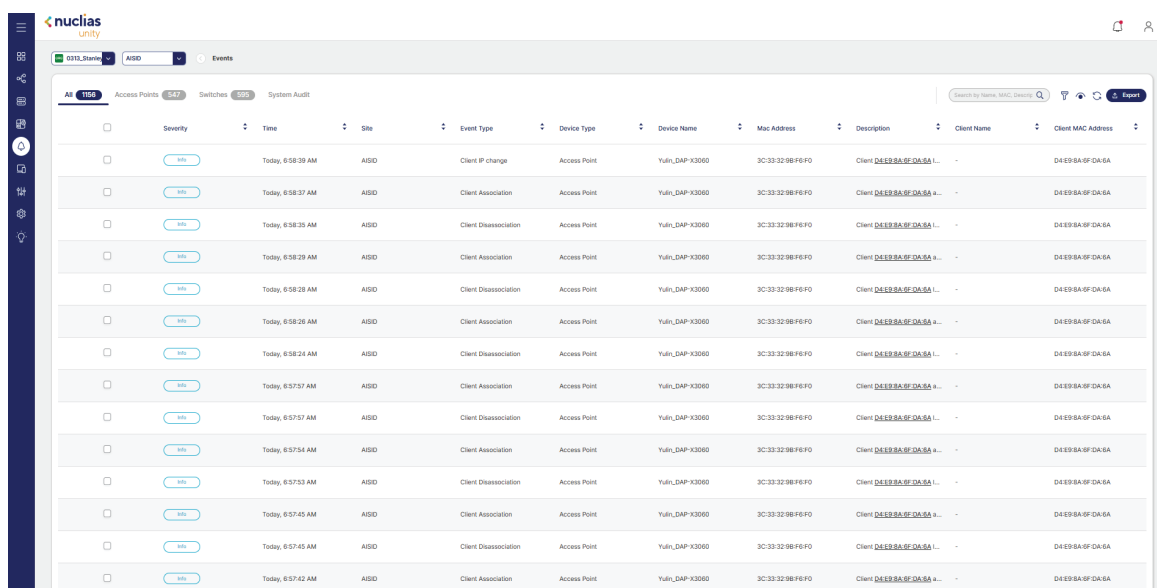 nuclias
unity
0313_Stanley AISID Events
All 1156 Access Points 547 Switches 595 System Audit Search by Name, MAC, Descrip Export
Severity Time Site Event Type Device Type Device Name Mac Address Description Client Name Client MAC Address
Info Today, 6:58:39 AM AISID Client IP change Access Point Yulin_DAP-X3060 3C:33:32:9B:F6:F0 Client D4:E9:8A:6F:DA:6A I... - D4:E9:8A:6F:DA:6A
Info Today, 6:58:37 AM AISID Client Association Access Point Yulin_DAP-X3060 3C:33:32:9B:F6:F0 Client D4:E9:8A:6F:DA:6A a... - D4:E9:8A:6F:DA:6A
Info Today, 6:58:35 AM AISID Client Disassociation Access Point Yulin_DAP-X3060 3C:33:32:9B:F6:F0 Client D4:E9:8A:6F:DA:6A l... - D4:E9:8A:6F:DA:6A
Info Today, 6:58:29 AM AISID Client Association Access Point Yulin_DAP-X3060 3C:33:32:9B:F6:F0 Client D4:E9:8A:6F:DA:6A a... - D4:E9:8A:6F:DA:6A
Info Today, 6:58:28 AM AISID Client Disassociation Access Point Yulin_DAP-X3060 3C:33:32:9B:F6:F0 Client D4:E9:8A:6F:DA:6A l... - D4:E9:8A:6F:DA:6A
Info Today, 6:58:26 AM AISID Client Association Access Point Yulin_DAP-X3060 3C:33:32:9B:F6:F0 Client D4:E9:8A:6F:DA:6A a... - D4:E9:8A:6F:DA:6A
Info Today, 6:58:24 AM AISID Client Disassociation Access Point Yulin_DAP-X3060 3C:33:32:9B:F6:F0 Client D4:E9:8A:6F:DA:6A l... - D4:E9:8A:6F:DA:6A
Info Today, 6:57:57 AM AISID Client Association Access Point Yulin_DAP-X3060 3C:33:32:9B:F6:F0 Client D4:E9:8A:6F:DA:6A a... - D4:E9:8A:6F:DA:6A
Info Today, 6:57:57 AM AISID Client Disassociation Access Point Yulin_DAP-X3060 3C:33:32:9B:F6:F0 Client D4:E9:8A:6F:DA:6A l... - D4:E9:8A:6F:DA:6A
Info Today, 6:57:54 AM AISID Client Association Access Point Yulin_DAP-X3060 3C:33:32:9B:F6:F0 Client D4:E9:8A:6F:DA:6A a... - D4:E9:8A:6F:DA:6A
Info Today, 6:57:53 AM AISID Client Disassociation Access Point Yulin_DAP-X3060 3C:33:32:9B:F6:F0 Client D4:E9:8A:6F:DA:6A l... - D4:E9:8A:6F:DA:6A
Info Today, 6:57:45 AM AISID Client Association Access Point Yulin_DAP-X3060 3C:33:32:9B:F6:F0 Client D4:E9:8A:6F:DA:6A a... - D4:E9:8A:6F:DA:6A
Info Today, 6:57:45 AM AISID Client Disassociation Access Point Yulin_DAP-X3060 3C:33:32:9B:F6:F0 Client D4:E9:8A:6F:DA:6A l... - D4:E9:8A:6F:DA:6A
Info Today, 6:57:42 AM AISID Client Association Access Point Yulin_DAP-X3060 3C:33:32:9B:F6:F0 Client D4:E9:8A:6F:DA:6A a... - D4:E9:8A:6F:DA:6A